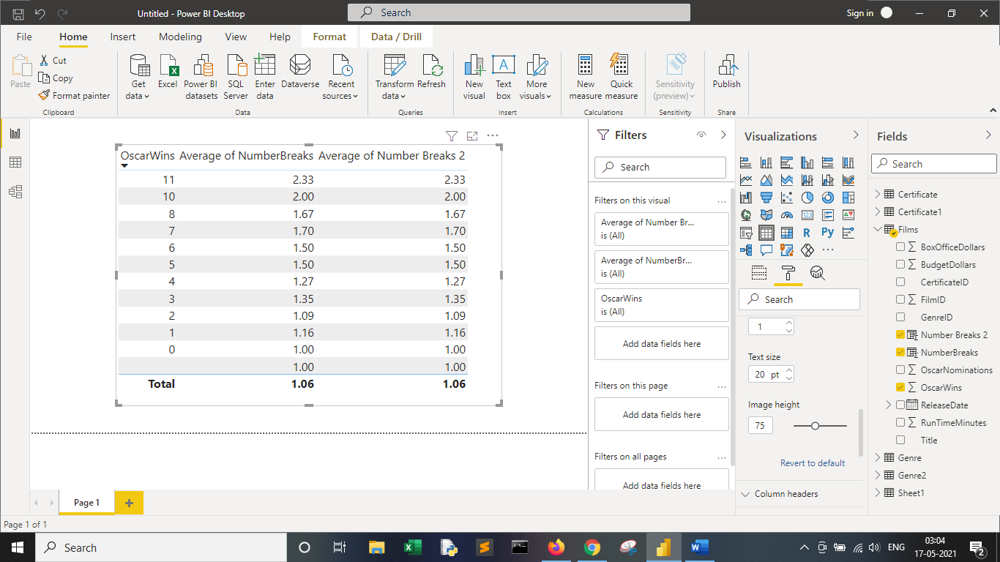 Untitled - Power BI Desktop
Search
Sign in
File Home Insert Modeling View Help Format Data / Drill
Paste
Cut
Copy
Format painter
Clipboard
Get data
Excel
Power BI datasets
SQL Server
Enter data
Dataverse
Recent sources
Data
Transform data
Refresh
Queries
New visual
Text box
More visuals
Insert
New measure
Quick measure
Calculations
Sensitivity (preview)
Sensitivity
Publish
Share
OscarWins Average of NumberBreaks Average of Number Breaks 2
11 2.33 2.33
10 2.00 2.00
8 1.67 1.67
7 1.70 1.70
6 1.50 1.50
5 1.50 1.50
4 1.27 1.27
3 1.35 1.35
2 1.09 1.09
1 1.16 1.16
0 1.00 1.00
1.00 1.00
Total 1.06 1.06
Filters
Search
Filters on this visual
Average of Number Br...
is (All)
Average of NumberBr...
is (All)
OscarWins
is (All)
Add data fields here
Filters on this page
Add data fields here
Filters on all pages
Add data fields here
Visualizations
R Py
123
Search
1
Text size
20 pt
Image height
75
Revert to default
Column headers
Fields
Search
Certificate
Certificate1
Films
BoxOfficeDollars
BudgetDollars
CertificateID
FilmID
GenreID
Number Breaks 2
NumberBreaks
OscarNominations
OscarWins
ReleaseDate
RunTimeMinutes
Title
Genre
Genre2
Sheet1
Page 1
Page 1 of 1
Search
ENG
03:04
17-05-2021
2